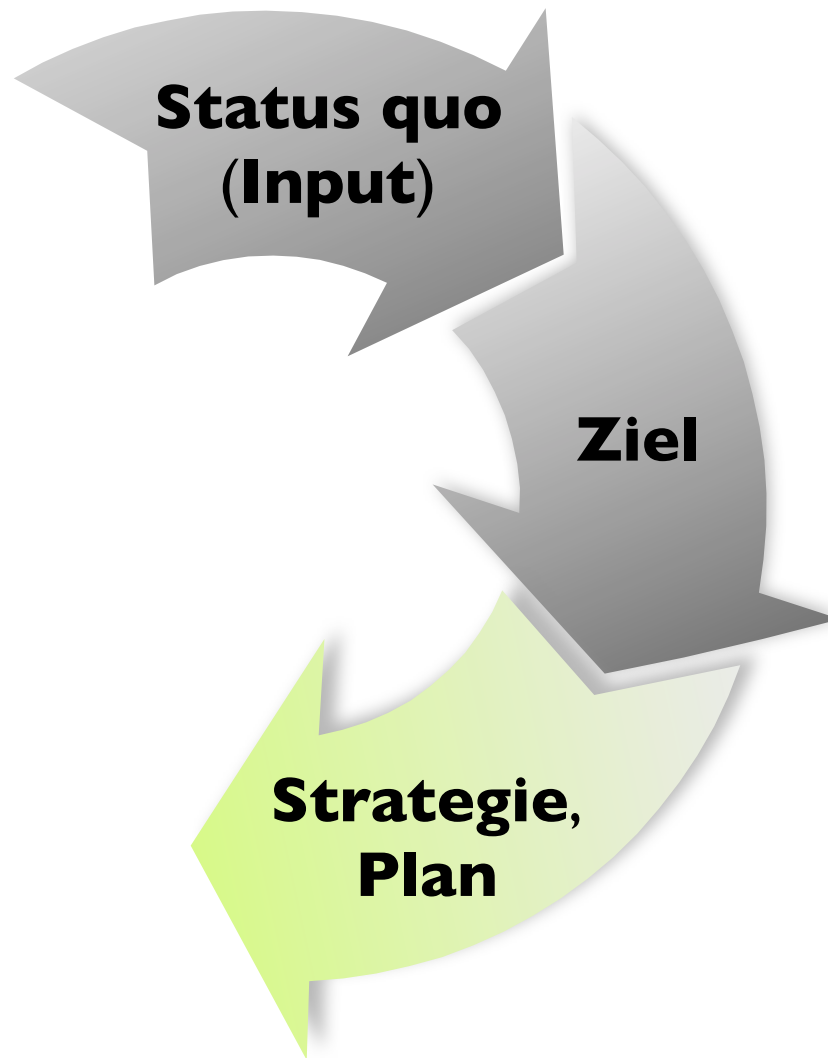 Status quo
(Input)
Ziel
Strategie,
Plan